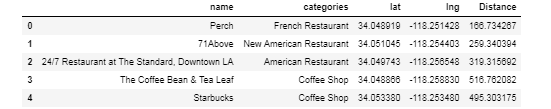 name categories lat lng Distance
0 Perch French Restaurant 34.048919 -118.251428 166.734267
1 71Above New American Restaurant 34.051045 -118.254403 259.340394
2 24/7 Restaurant at The Standard, Downtown LA American Restaurant 34.049743 -118.256548 319.315692
3 The Coffee Bean & Tea Leaf Coffee Shop 34.048866 -118.258830 516.762082
4 Starbucks Coffee Shop 34.053380 -118.253480 495.303175